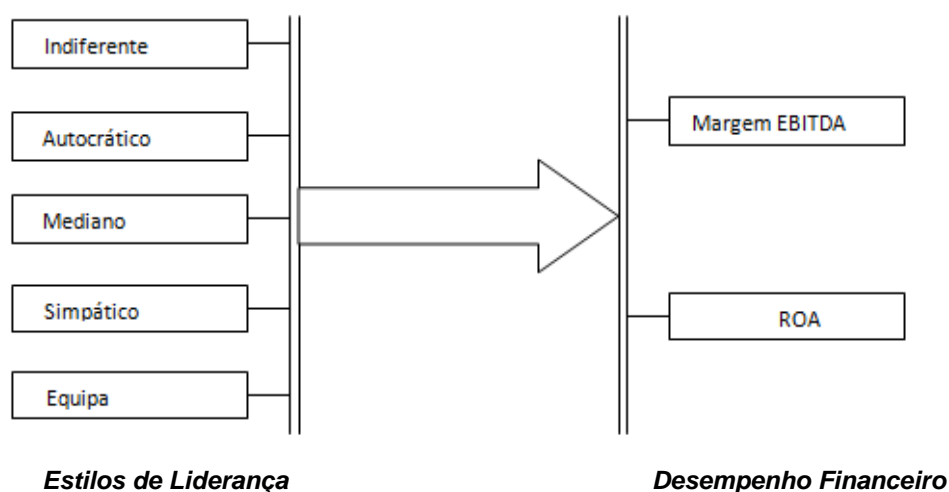 Indiferente
Autocrático
Mediano
Simpático
Equipa
Margem EBITDA
ROA
Estilos de Liderança
Desempenho Financeiro